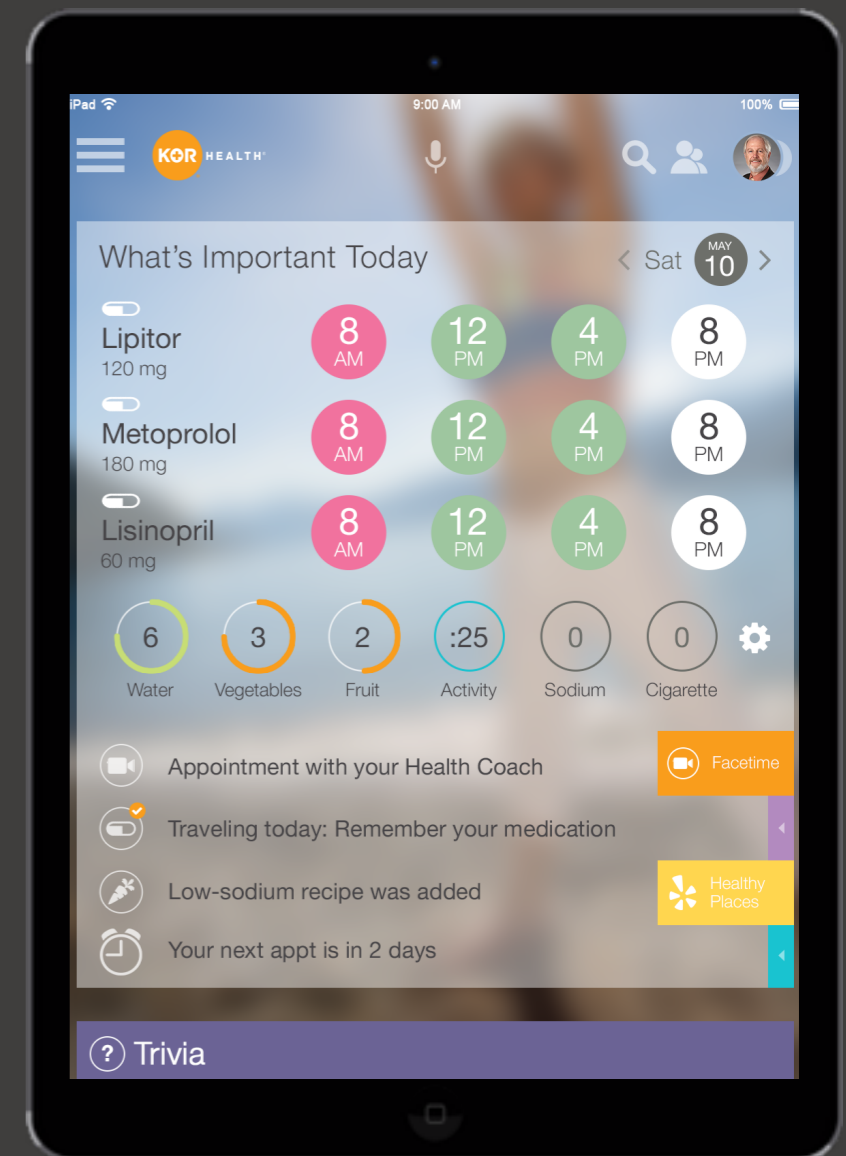 iPad 9:00 AM 100%
KOR HEALTH
What's Important Today
Sat
MAY
10
Lipitor
120 mg
8 AM
12 PM
4 PM
8 PM
Metoprolol
180 mg
8 AM
12 PM
4 PM
8 PM
Lisinopril
60 mg
8 AM
12 PM
4 PM
8 PM
6 3 2 :25 0 0
Water Vegetables Fruit Activity Sodium Cigarette
Appointment with your Health Coach
Facetime
Traveling today: Remember your medication
Low-sodium recipe was added
Healthy
Places
Your next appt is in 2 days
? Trivia